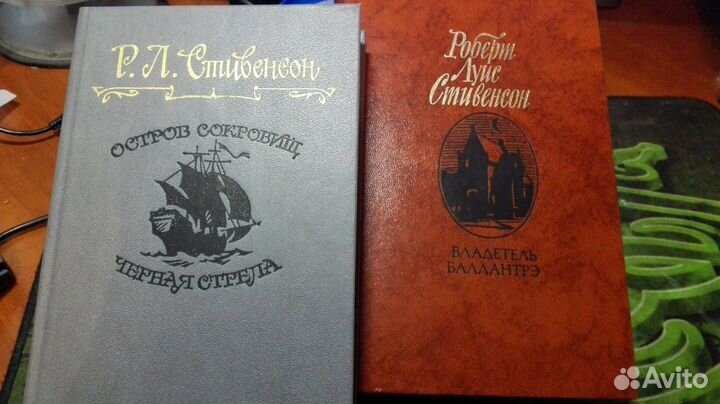 Р. Л. Стивенсон
ОСТРОВ СОКРОВИЩ
ЧЕРНАЯ СТРЕЛА
Роберт
Луис
Стивенсон
ВЛАДЕТЕЛЬ
БАЛЛАНТРЭ
Avito